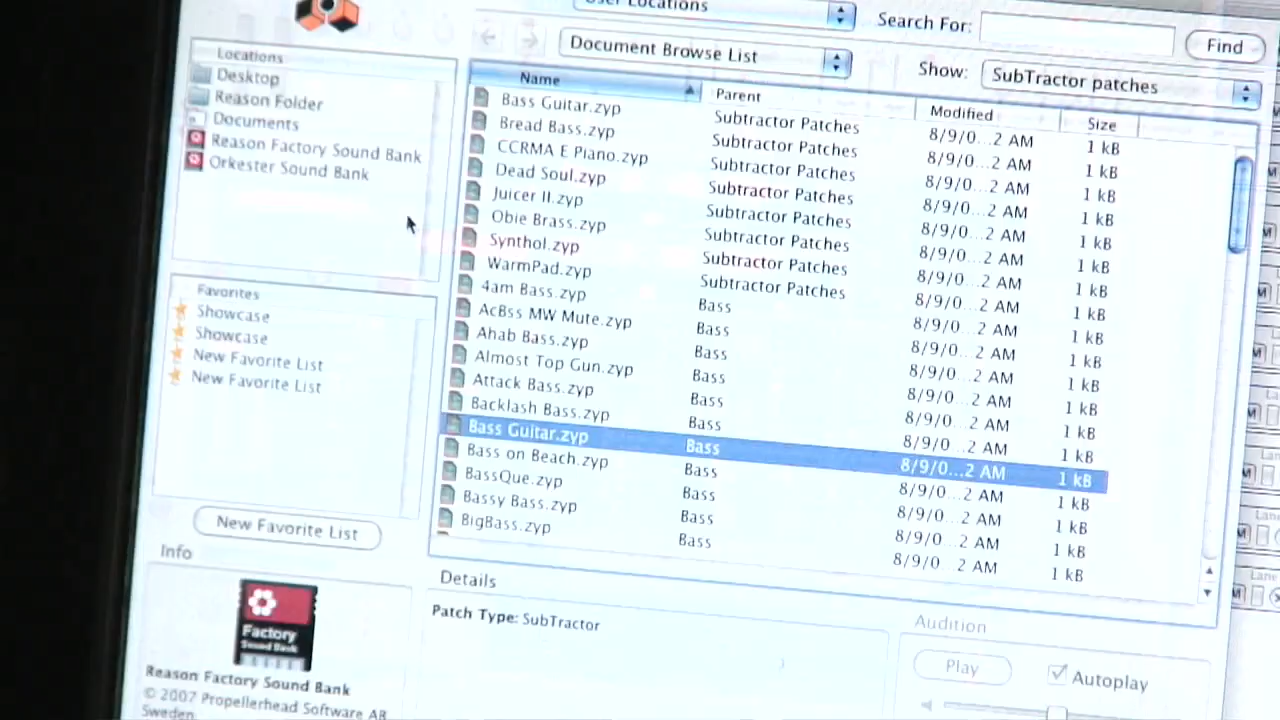 User Locations
Search For:
Find
Document Browse List
Show: SubTractor patches
Locations
Desktop
Reason Folder
Documents
Reason Factory Sound Bank
Orkester Sound Bank
Favorites
Showcase
Showcase
New Favorite List
New Favorite List
New Favorite List
Name Parent Modified Size
Bass Guitar.zyp Subtractor Patches 8/9/0...2 AM 1 kB
Bread Bass.zyp Subtractor Patches 8/9/0...2 AM 1 kB
CCRMA E Piano.zyp Subtractor Patches 8/9/0...2 AM 1 kB
Dead Soul.zyp Subtractor Patches 8/9/0...2 AM 1 kB
Juicer II.zyp Subtractor Patches 8/9/0...2 AM 1 kB
Obie Brass.zyp Subtractor Patches 8/9/0...2 AM 1 kB
Synthol.zyp Subtractor Patches 8/9/0...2 AM 1 kB
WarmPad.zyp Subtractor Patches 8/9/0...2 AM 1 kB
4am Bass.zyp Bass 8/9/0...2 AM 1 kB
AcBss MW Mute.zyp Bass 8/9/0...2 AM 1 kB
Ahab Bass.zyp Bass 8/9/0...2 AM 1 kB
Almost Top Gun.zyp Bass 8/9/0...2 AM 1 kB
Attack Bass.zyp Bass 8/9/0...2 AM 1 kB
Backlash Bass.zyp Bass 8/9/0...2 AM 1 kB
Bass Guitar.zyp Bass 8/9/0...2 AM 1 kB
Bass on Beach.zyp Bass 8/9/0...2 AM 1 kB
BassQue.zyp Bass 8/9/0...2 AM 1 kB
Bassy Bass.zyp Bass 8/9/0...2 AM 1 kB
BigBass.zyp Bass 8/9/0...2 AM 1 kB
Info
Factory
Sound Bank
Reason Factory Sound Bank
© 2007 Propellerhead Software AB
Sweden.
Details
Patch Type: SubTractor
Audition
Play
Autoplay
Lane
Lane